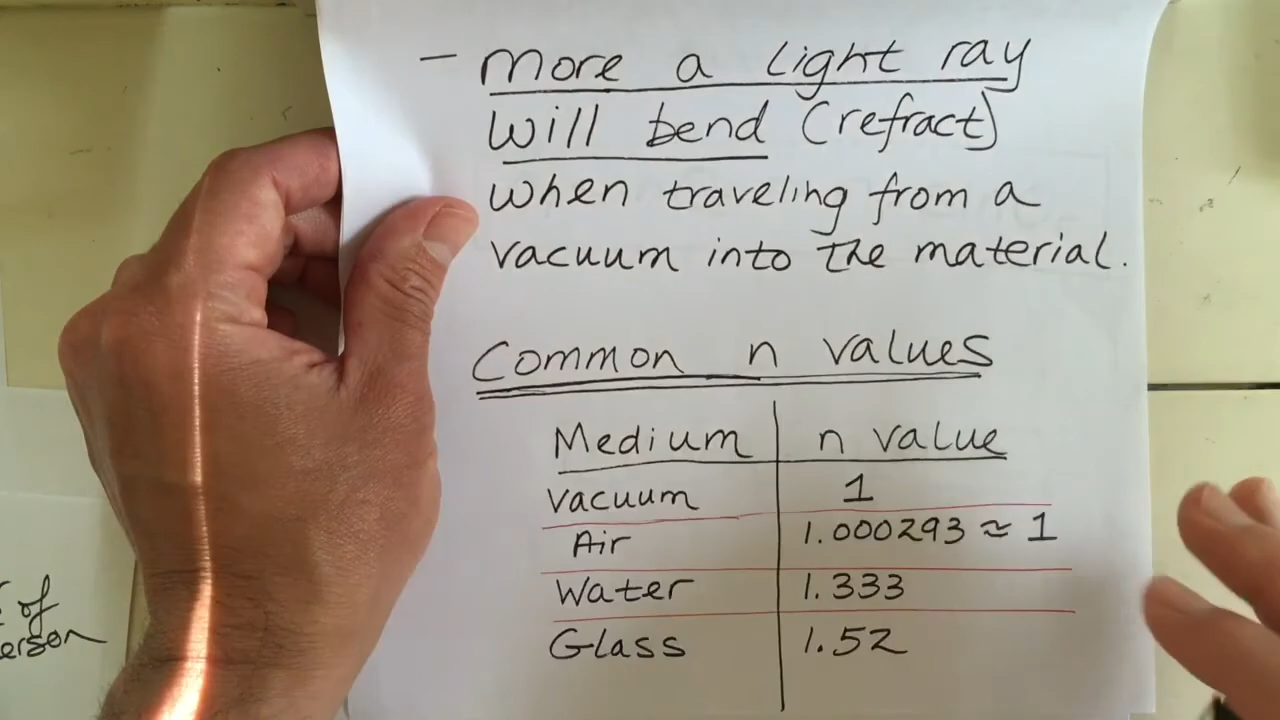 - More a light ray
will bend (refract)
when traveling from a
vacuum into the material.
Common n values
Medium n value
vacuum 1
Air 1.000293 ≈ 1
Water 1.333
Glass 1.52
of